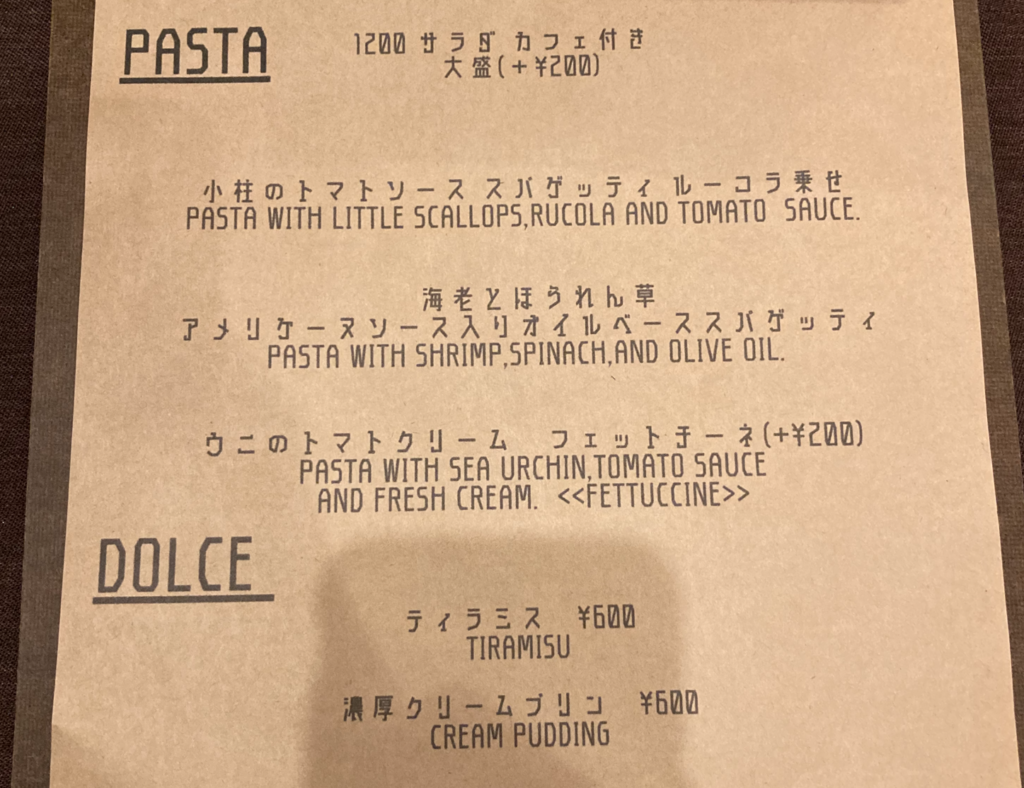 PASTA
1200 サラダ カフェ付き
大盛(+¥200)
小柱のトマトソース スパゲッティ ルーコラ乗せ
PASTA WITH LITTLE SCALLOPS,RUCOLA AND TOMATO SAUCE.
海老とほうれん草
アメリケーヌソース入りオイルベーススパゲッティ
PASTA WITH SHRIMP,SPINACH,AND OLIVE OIL.
ウニのトマトクリーム フェットチーネ(+¥200)
PASTA WITH SEA URCHIN,TOMATO SAUCE
AND FRESH CREAM. <<FETTUCCINE>>
DOLCE
ティラミス ¥600
TIRAMISU
濃厚クリームプリン ¥600
CREAM PUDDING